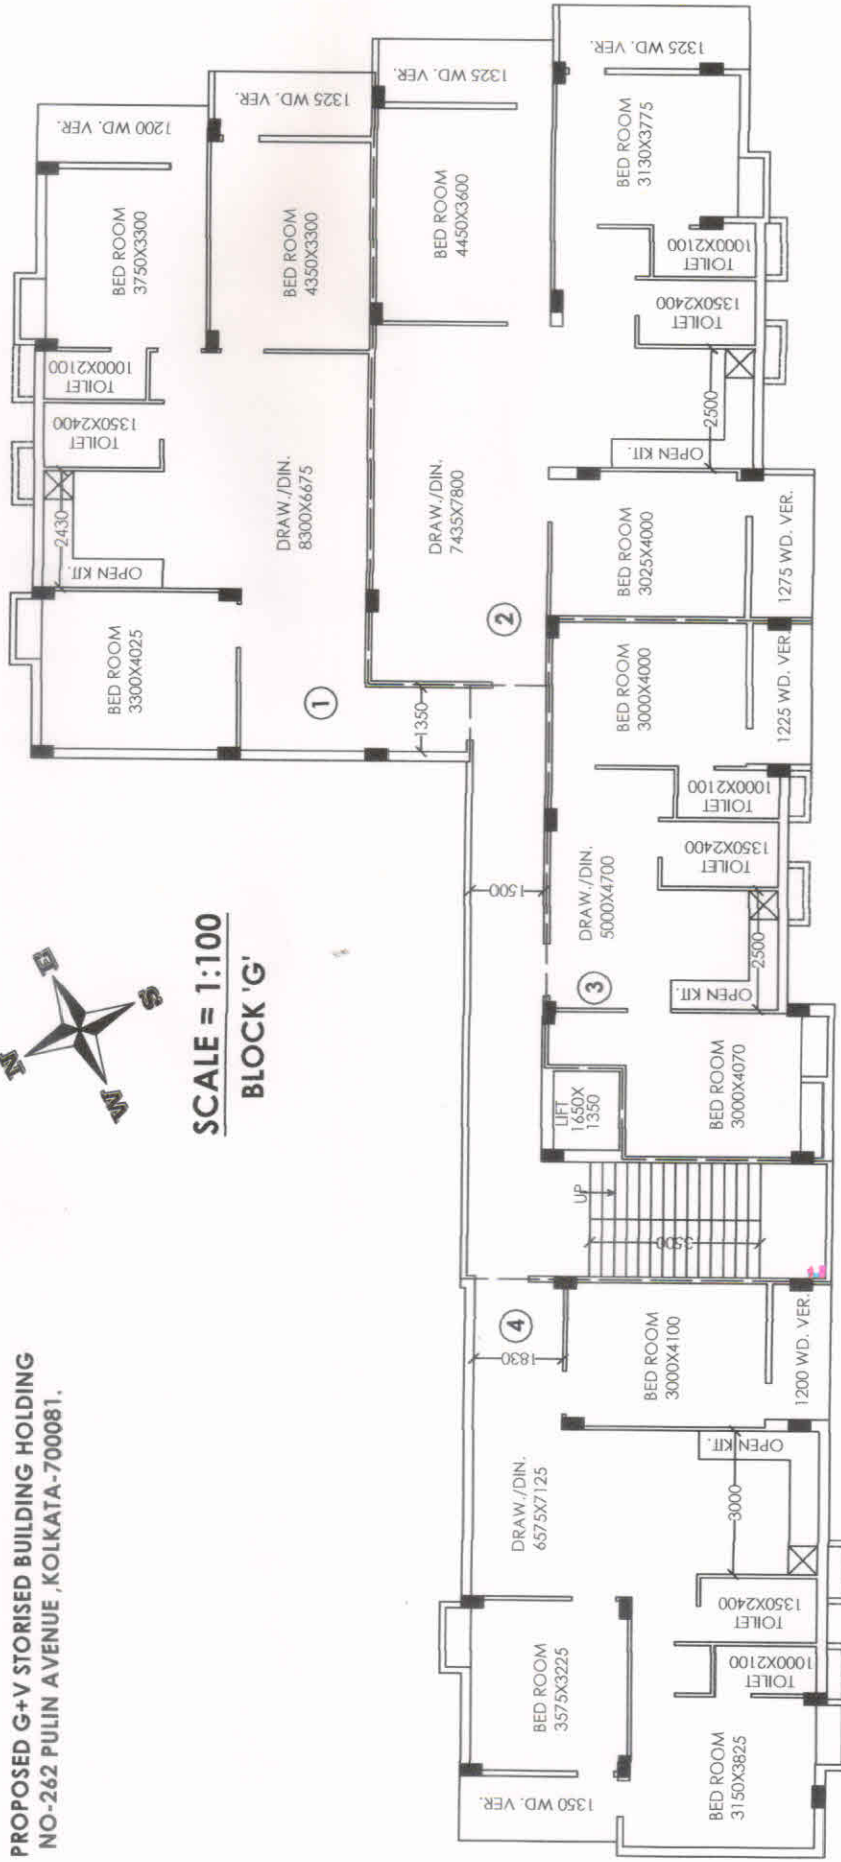 PROPOSED G+V STORISED BUILDING HOLDING
NO-262 PULIN AVENUE ,KOLKATA-700081.
N
E
S
W
SCALE = 1:100
BLOCK 'G'
1200 WD. VER.
BED ROOM
3750X3300
TOILET
1000X2100
TOILET
1350X2400
2430
OPEN KIT.
BED ROOM
3300X4025
1325 WD. VER.
BED ROOM
4350X3300
DRAW./DIN.
8300X6675
1
1350
1325 WD. VER.
BED ROOM
4450X3600
DRAW./DIN.
7435X7800
2
1325 WD. VER.
BED ROOM
3130X3775
TOILET
1000X2100
TOILET
1350X2400
2500
OPEN KIT.
BED ROOM
3025X4000
1275 WD. VER.
BED ROOM
3000X4000
1225 WD. VER.
TOILET
1000X2100
TOILET
1350X2400
1500
DRAW./DIN.
5000X4700
2500
OPEN KIT.
3
BED ROOM
3000X4070
LIFT
1650X
1350
UP
3500
4
1830
BED ROOM
3000X4100
1200 WD. VER.
OPEN KIT.
3000
DRAW./DIN.
6575X7125
TOILET
1350X2400
TOILET
1000X2100
BED ROOM
3575X3225
1350 WD. VER.
BED ROOM
3150X3825